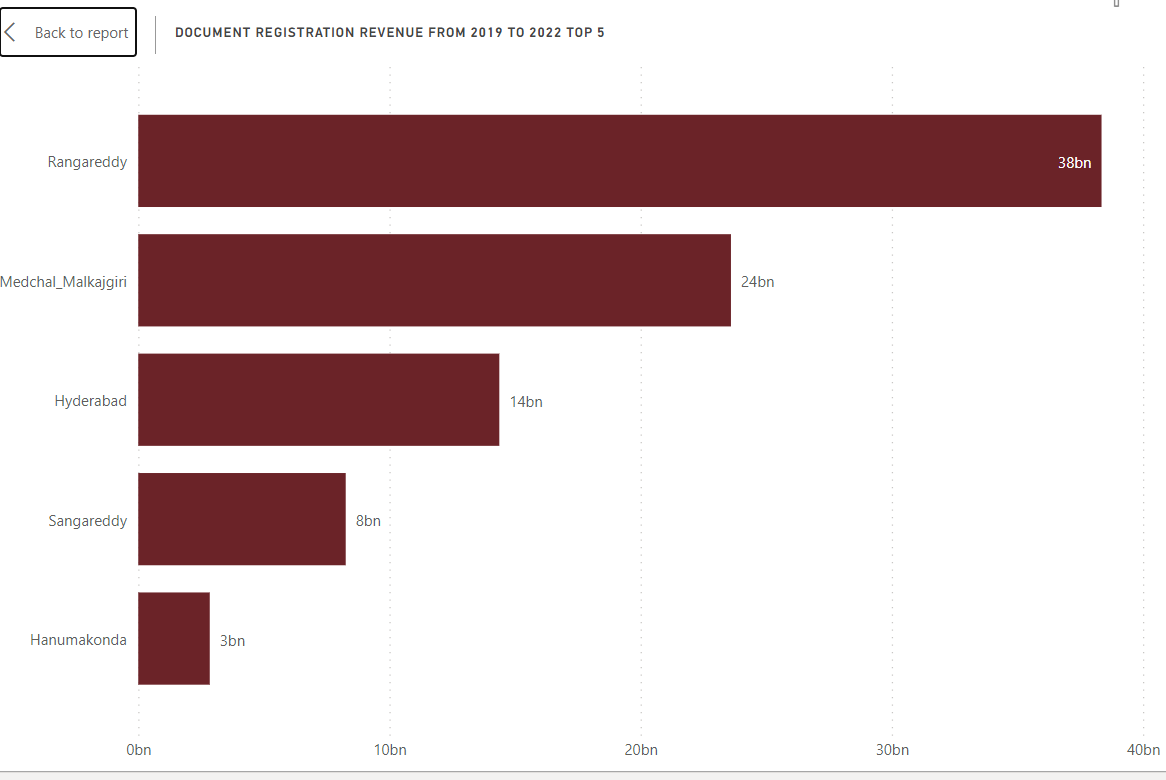 Back to report
DOCUMENT REGISTRATION REVENUE FROM 2019 TO 2022 TOP 5
Rangareddy 38bn
Medchal_Malkajgiri 24bn
Hyderabad 14bn
Sangareddy 8bn
Hanumakonda 3bn
0bn 10bn 20bn 30bn 40bn